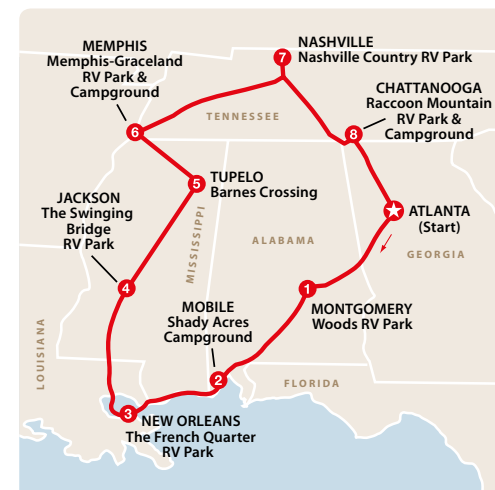 NASHVILLE
Nashville Country RV Park
7
MEMPHIS
Memphis-Graceland
RV Park &
Campground
CHATTANOOGA
Raccoon Mountain
RV Park &
Campground
TENNESSEE
6
8
TUPELO
Barnes Crossing
5
JACKSON
The Swinging
Bridge
RV Park
ATLANTA
(Start)
MISSISSIPPI
ALABAMA
GEORGIA
4
1
MONTGOMERY
Woods RV Park
MOBILE
Shady Acres
Campground
LOUISIANA
2
FLORIDA
3
NEW ORLEANS
The French Quarter
RV Park